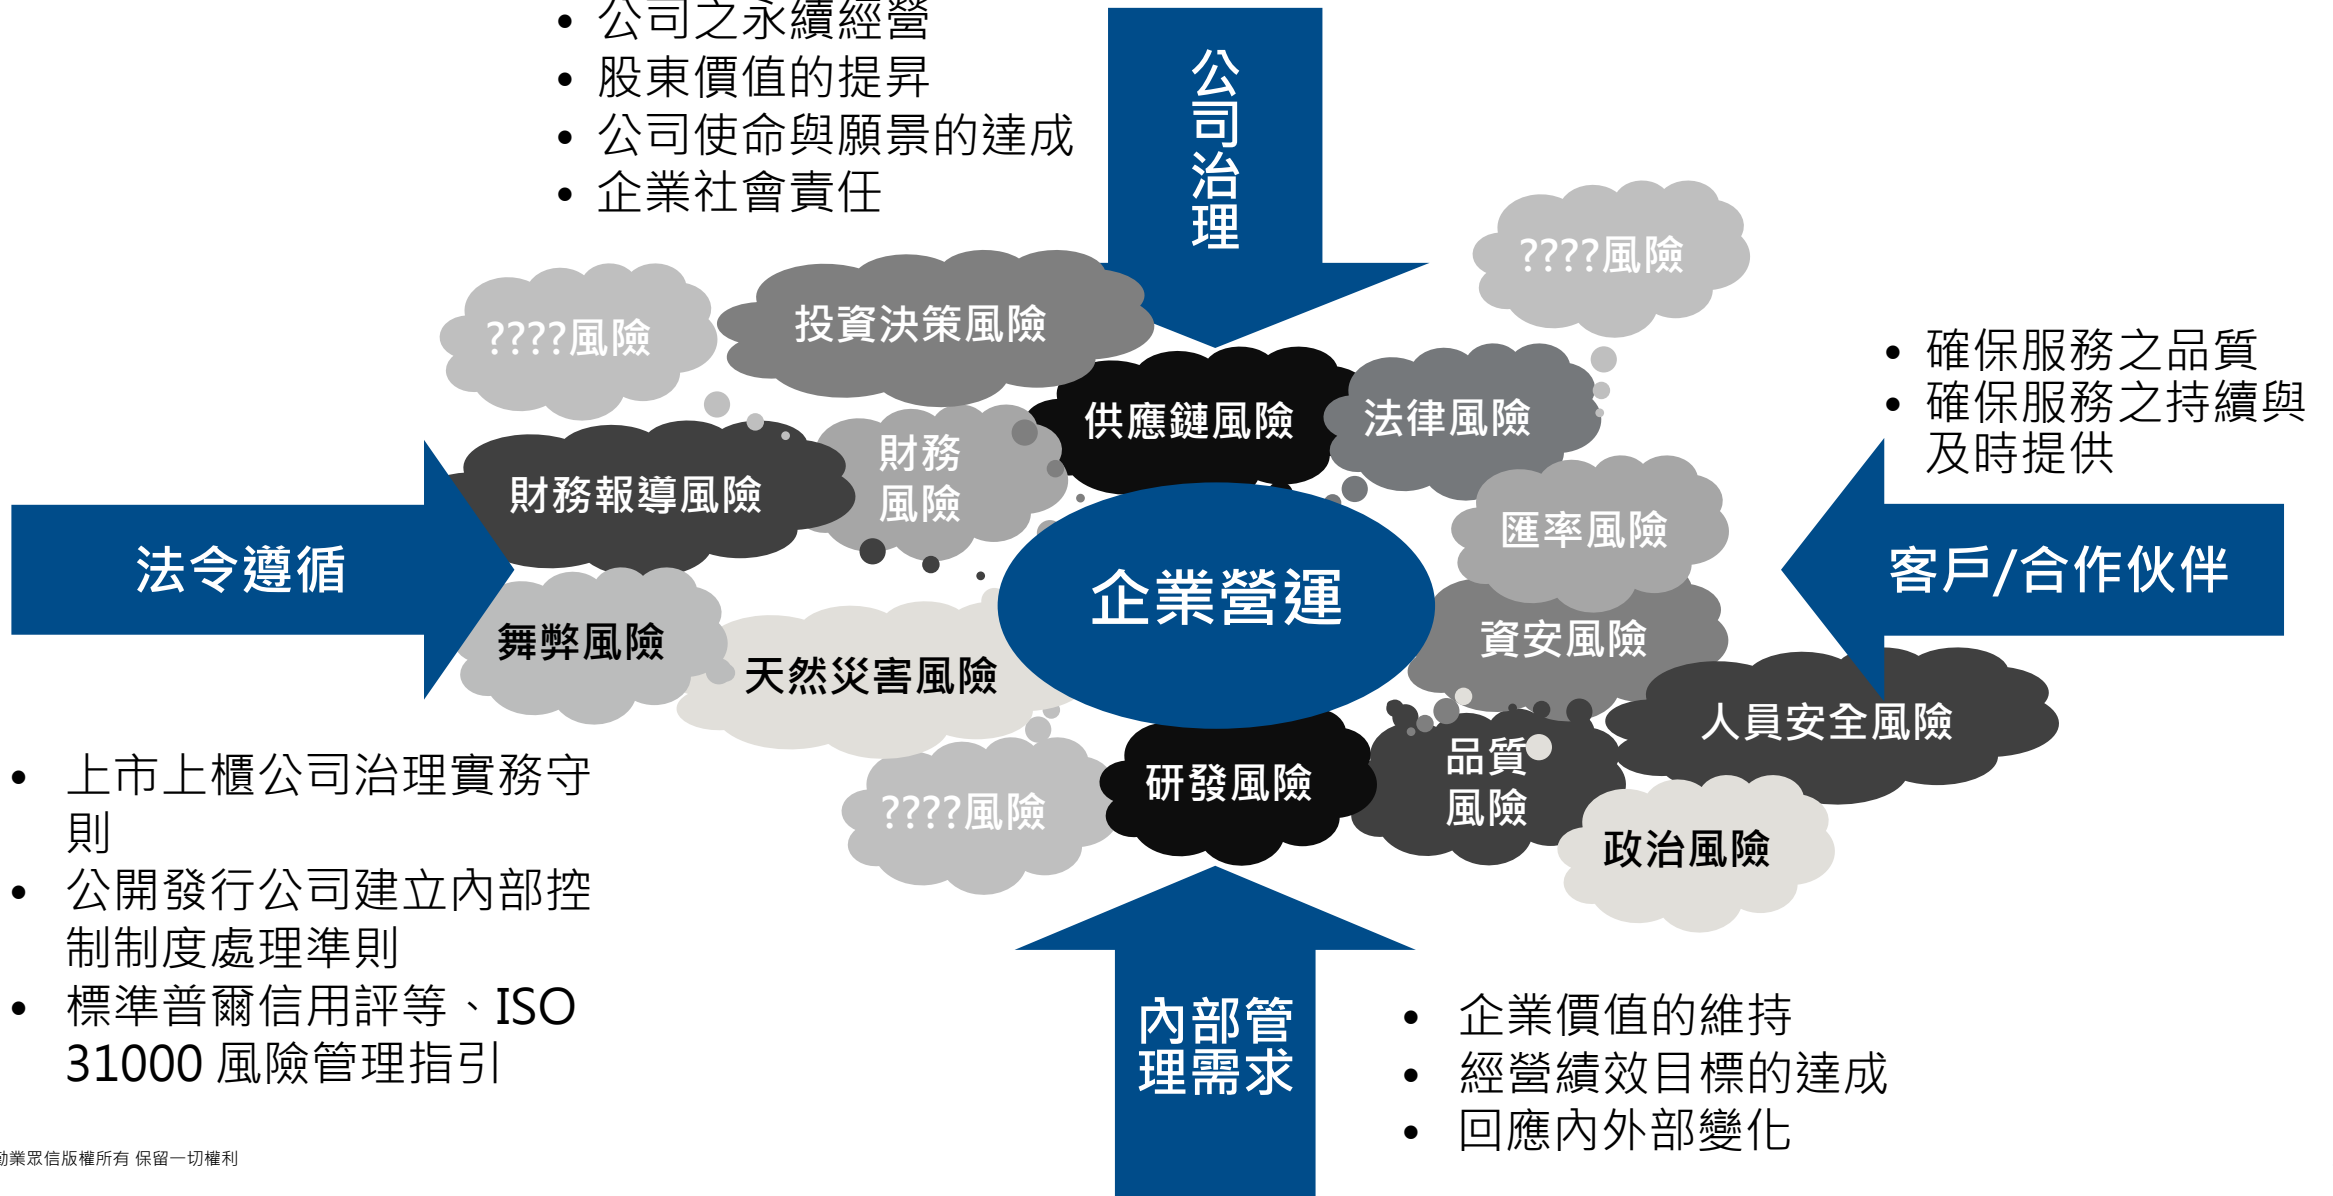 • 公司之永續經營
• 股東價值的提昇
• 公司使命與願景的達成
• 企業社會責任
公司治理
????風險
????風險
投資決策風險
• 確保服務之品質
• 確保服務之持續與
及時提供
供應鏈風險
法律風險
財務
風險
財務報導風險
匯率風險
法令遵循
企業營運
客戶/合作伙伴
舞弊風險
天然災害風險
資安風險
人員安全風險
品質
風險
研發風險
????風險
政治風險
• 上市上櫃公司治理實務守
則
• 公開發行公司建立內部控
制制度處理準則
• 標準普爾信用評等、ISO
31000 風險管理指引
內部管
理需求
• 企業價值的維持
• 經營績效目標的達成
• 回應內外部變化
勤業眾信版權所有 保留一切權利